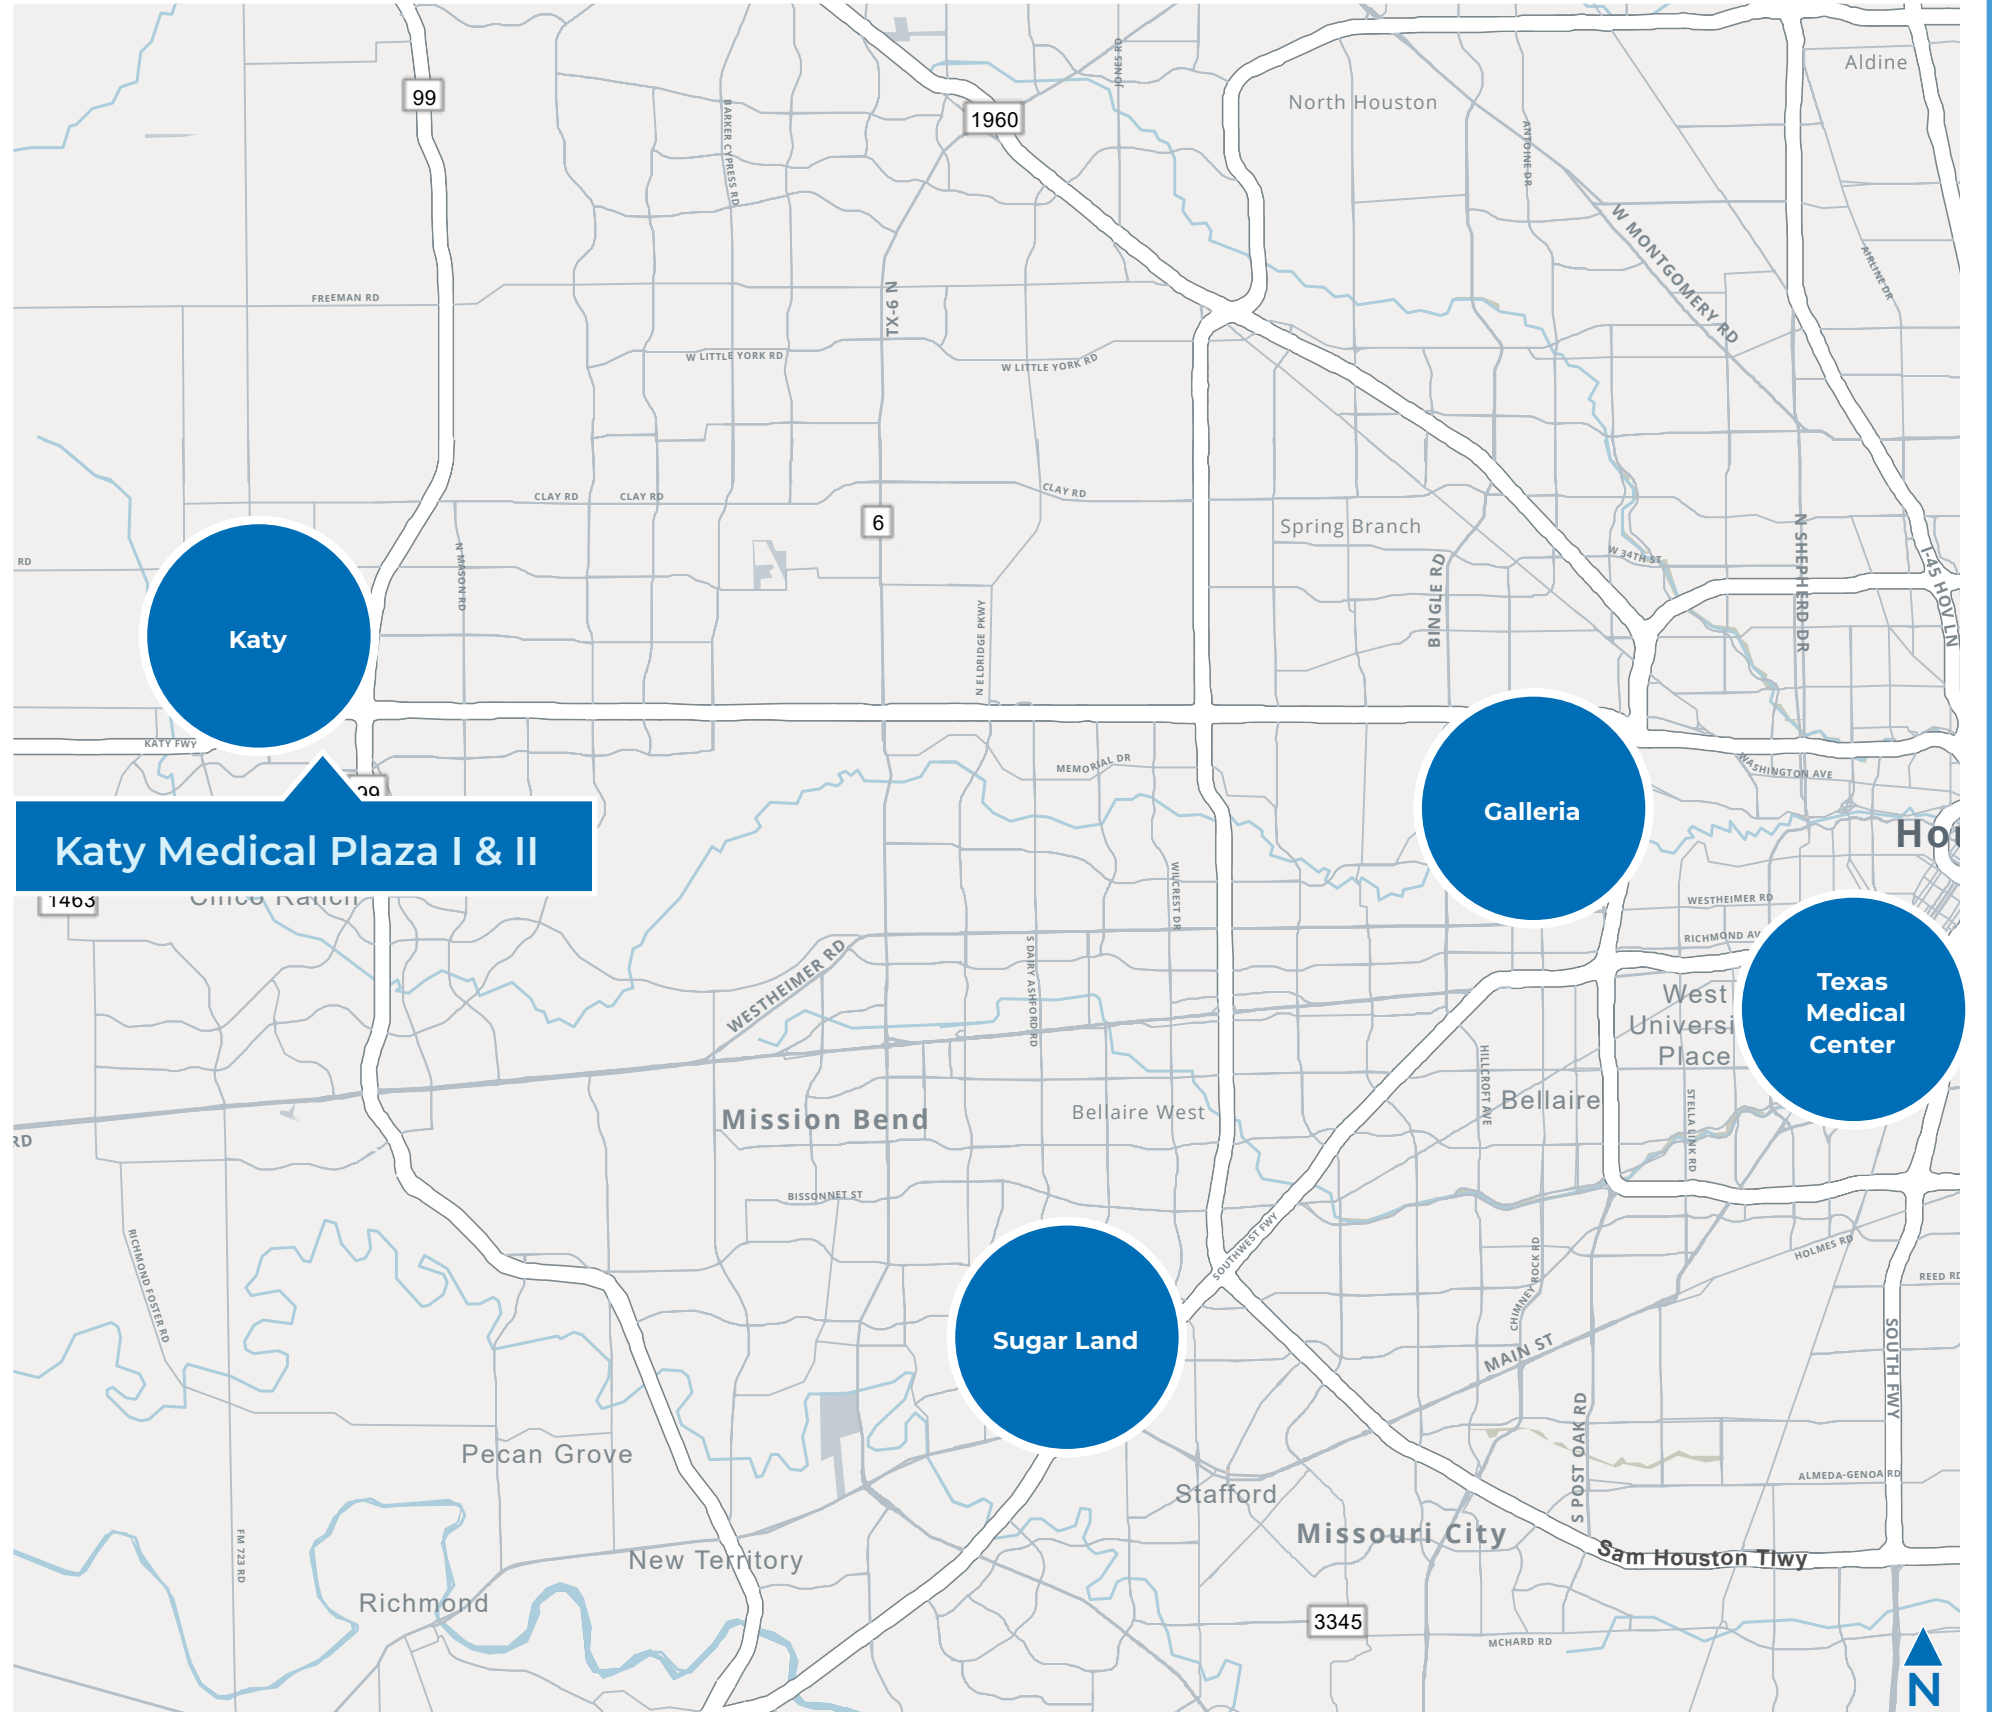 Aldine
99
North Houston
JONES RD
1960
BARKER CYPRESS RD
ANTOINE DR
W MONTGOMERY RD
AIRLINE DR
FREEMAN RD
TX-6 N
W LITTLE YORK RD
W LITTLE YORK RD
CLAY RD
CLAY RD
CLAY RD
6
Spring Branch
W 34TH ST
N SHEPHERD DR
I-45 HOV LN
RD
N MASON RD
BINGLE RD
N ELDRIDGE PKWY
Katy
KATY FWY
MEMORIAL DR
WASHINGTON AVE
99
Galleria
Katy Medical Plaza I & II
Hou
1463
Cinco Ranch
WILCREST DR
WESTHEIMER RD
RICHMOND AV
WESTHEIMER RD
S DAIRY ASHFORD RD
Texas
Medical
Center
West
Universi
Place
HILLCROFT AVE
Bellaire
STELLA LINK RD
Mission Bend
Bellaire West
RD
BISSONNET ST
RICHMOND FOSTER RD
SOUTHWEST FWY
CHIMNEY ROCK RD
HOLMES RD
REED RD
Sugar Land
MAIN ST
SOUTH FWY
S POST OAK RD
Pecan Grove
Stafford
ALMEDA-GENOA RD
Missouri City
FM 723 RD
New Territory
Sam Houston Tlwy
Richmond
3345
MCHARD RD
N